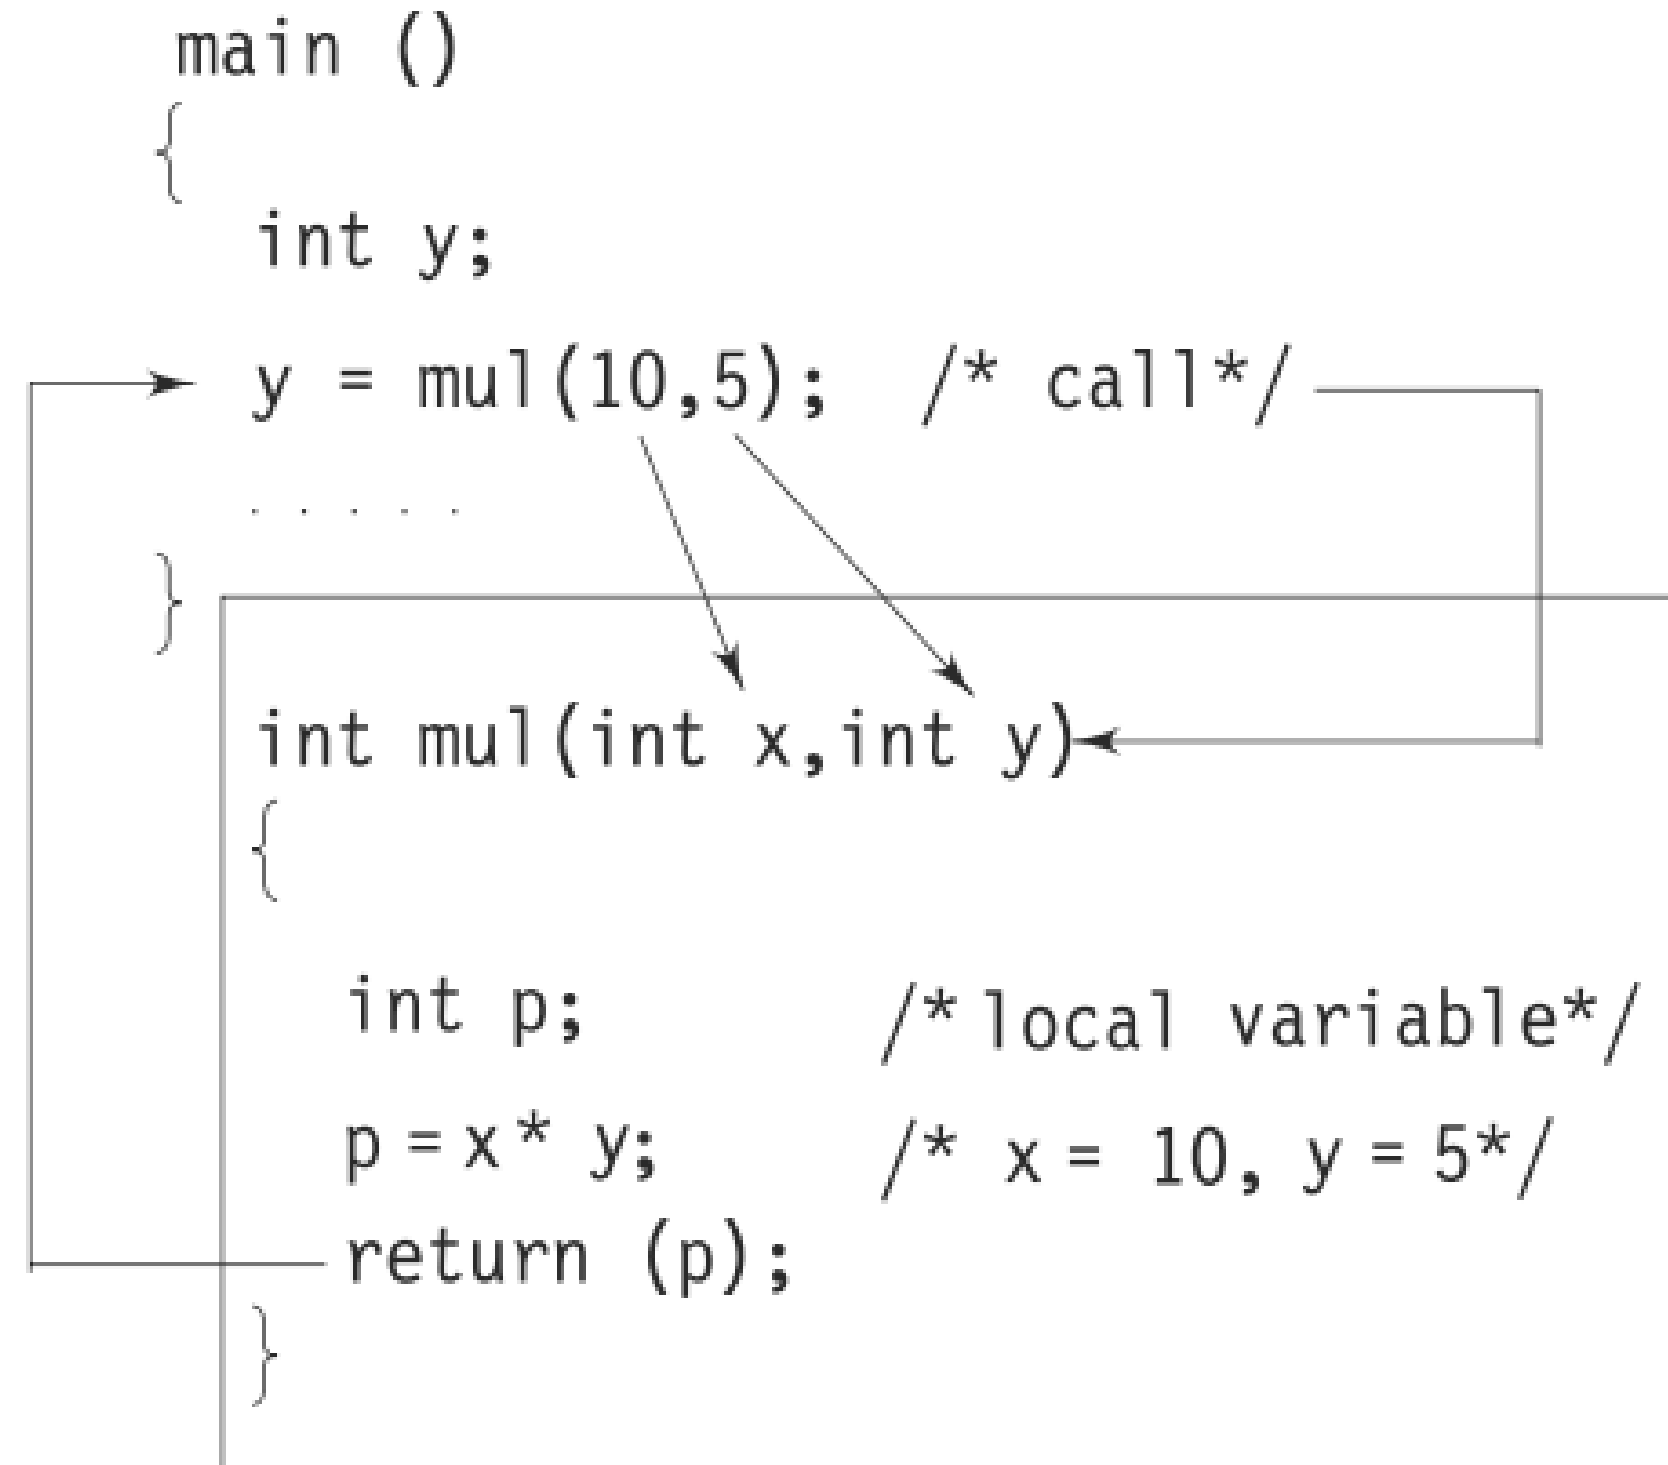 main ()
{
int y;
y = mul(10,5); /* call*/
. . . . .
}
int mul(int x,int y)
{
int p; /*local variable*/
p = x * y; /* x = 10, y = 5*/
return (p);
}